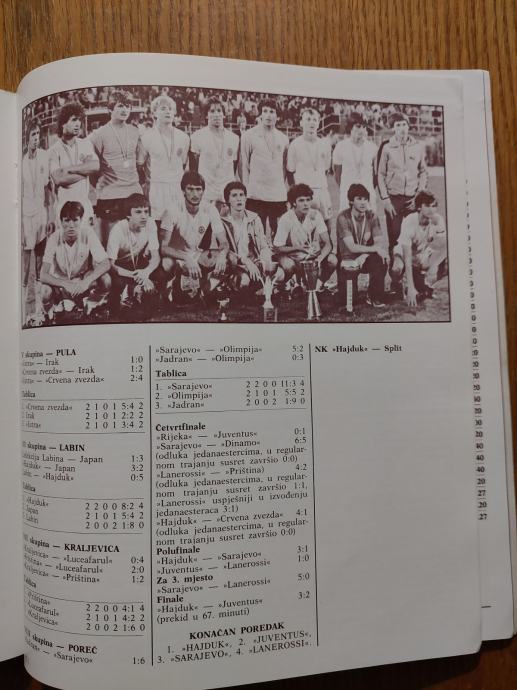 V skupina — PULA
»Istra« — Irak 1:0
»Crvena zvezda« — Irak 1:2
»Istra« — »Crvena zvezda« 2:4
Tablica
»Crvena zvezda« 2 1 0 1 5:4 2
Irak 2 1 0 1 2:2 2
»Istra« 2 1 0 1 3:4 2
skupina — LABIN
Labina — Japan 1:3
— Japan 3:2
— »Hajduk« 0:5
Tablica
»Hajduk« 2 2 0 0 8:2 4
Japan 2 1 0 1 5:4 2
Labin 2 0 0 2 1:8 0
skupina — KRALJEVICA
— »Luceafarul« 0:4
— »Luceafarul« 2:0
— »Priština« 1:2
Tablica
»Priština« 2 2 0 0 4:1 4
2 1 0 1 4:2 2
2 0 0 2 1:6 0
skupina — POREČ
— »Sarajevo« 1:6
»Sarajevo« — »Olimpija« 5:2
»Jadran« — »Olimpija« 0:3
Tablica
1. »Sarajevo« 2 2 0 0 11:3 4
2. »Olimpija« 2 1 0 1 5:5 2
3. »Jadran« 2 0 0 2 1:9 0
Četvrtfinale
»Rijeka« — »Juventus« 0:1
»Sarajevo« — »Dinamo« 6:5
(odluka jedanaestercima, u regular-
nom trajanju susret završio 0:0)
»Lanerossi« — »Priština« 4:2
(odluka jedanaestercima, u regular-
nom trajanju susret završio 1:1,
»Lanerossi« uspješniji u izvođenju
jedanaesteraca 3:1)
»Hajduk« — »Crvena zvezda« 4:1
(odluka jedanaestercima, u regular-
nom trajanju susret završio 0:0)
Polufinale
»Hajduk« — »Sarajevo« 3:1
»Juventus« — »Lanerossi« 1:0
Za 3. mjesto
»Sarajevo« — »Lanerossi« 5:0
Finale
»Hajduk« — »Juventus« 3:2
(prekid u 67. minuti)
KONAČAN POREDAK
1. »HAJDUK«, 2. »JUVENTUS«,
3. »SARAJEVO«, 4. »LANEROSSI«.
NK »Hajduk« — Split